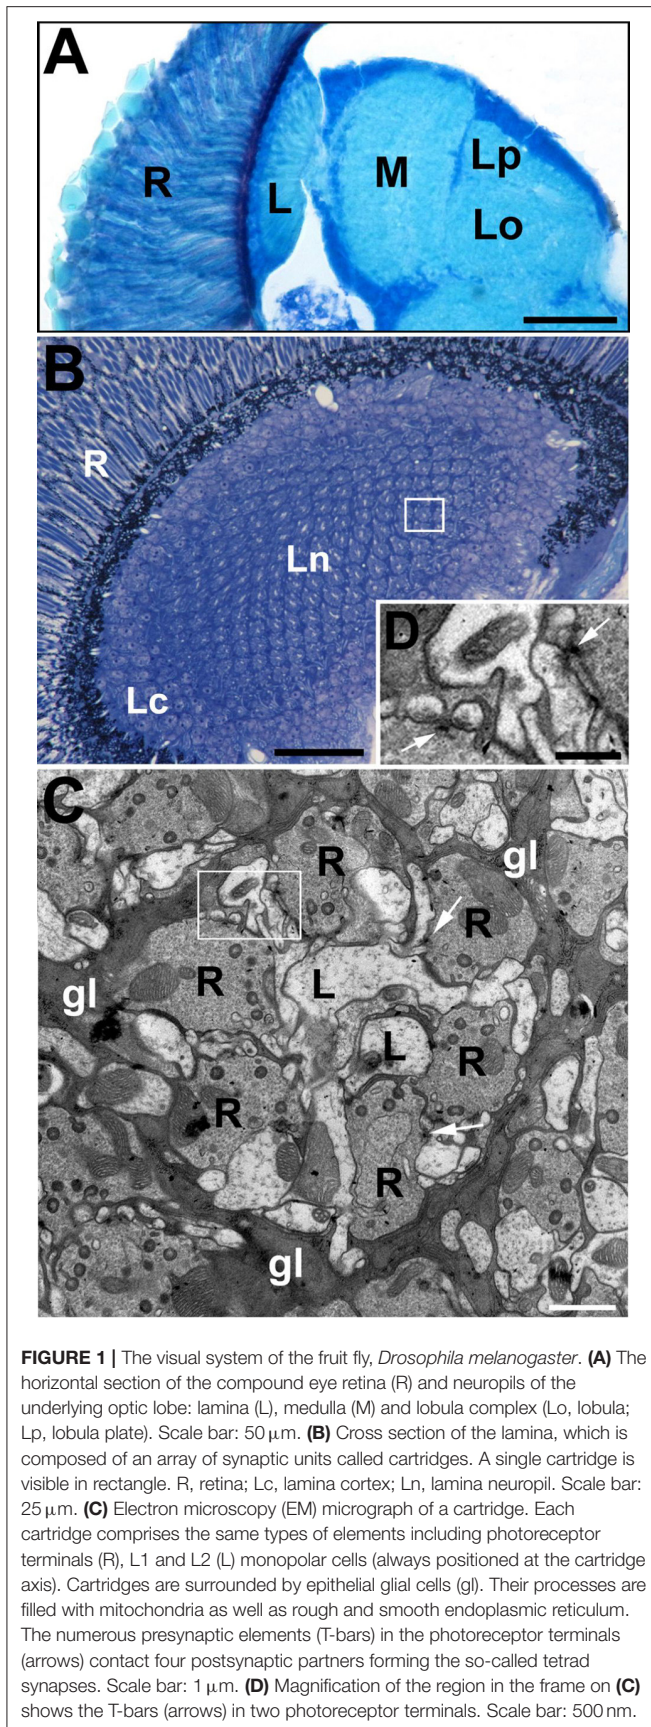 A
R
L
M
Lp
Lo
B
R
Ln
Lc
D
C
R
gl
R
R
L
gl
L
R
R
R
gl
FIGURE 1 | The visual system of the fruit fly, Drosophila melanogaster. (A) The
horizontal section of the compound eye retina (R) and neuropils of the
underlying optic lobe: lamina (L), medulla (M) and lobula complex (Lo, lobula;
Lp, lobula plate). Scale bar: 50 μm. (B) Cross section of the lamina, which is
composed of an array of synaptic units called cartridges. A single cartridge is
visible in rectangle. R, retina; Lc, lamina cortex; Ln, lamina neuropil. Scale bar:
25 μm. (C) Electron microscopy (EM) micrograph of a cartridge. Each
cartridge comprises the same types of elements including photoreceptor
terminals (R), L1 and L2 (L) monopolar cells (always positioned at the cartridge
axis). Cartridges are surrounded by epithelial glial cells (gl). Their processes are
filled with mitochondria as well as rough and smooth endoplasmic reticulum.
The numerous presynaptic elements (T-bars) in the photoreceptor terminals
(arrows) contact four postsynaptic partners forming the so-called tetrad
synapses. Scale bar: 1 μm. (D) Magnification of the region in the frame on (C)
shows the T-bars (arrows) in two photoreceptor terminals. Scale bar: 500 nm.